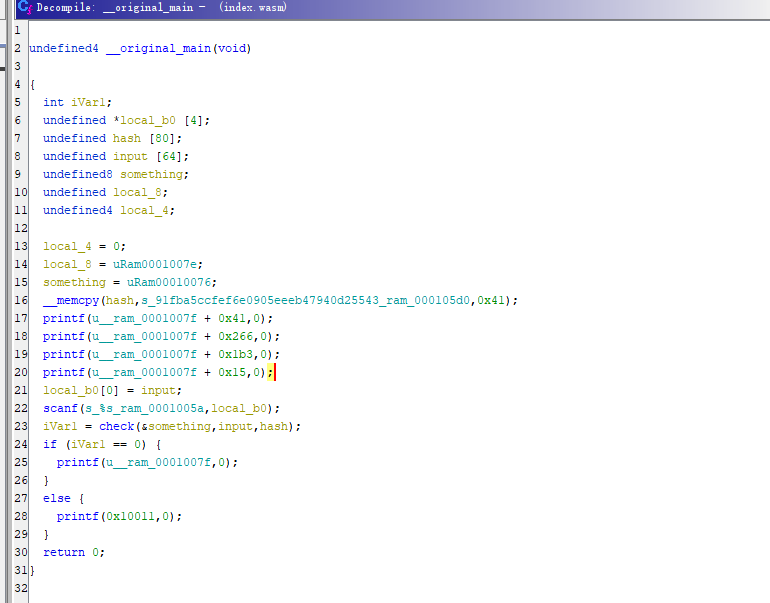 Decompile: __original_main - (index.wasm)
1
2 undefined4 __original_main(void)
3
4 {
5 int iVar1;
6 undefined *local_b0 [4];
7 undefined hash [80];
8 undefined input [64];
9 undefined8 something;
10 undefined local_8;
11 undefined4 local_4;
12
13 local_4 = 0;
14 local_8 = uRam0001007e;
15 something = uRam00010076;
16 __memcpy(hash,s_91fba5ccfef6e0905eeeb47940d25543_ram_000105d0,0x41);
17 printf(u__ram_0001007f + 0x41,0);
18 printf(u__ram_0001007f + 0x266,0);
19 printf(u__ram_0001007f + 0x1b3,0);
20 printf(u__ram_0001007f + 0x15,0);
21 local_b0[0] = input;
22 scanf(s_%s_ram_0001005a,local_b0);
23 iVar1 = check(&something,input,hash);
24 if (iVar1 == 0) {
25 printf(u__ram_0001007f,0);
26 }
27 else {
28 printf(0x10011,0);
29 }
30 return 0;
31 }
32